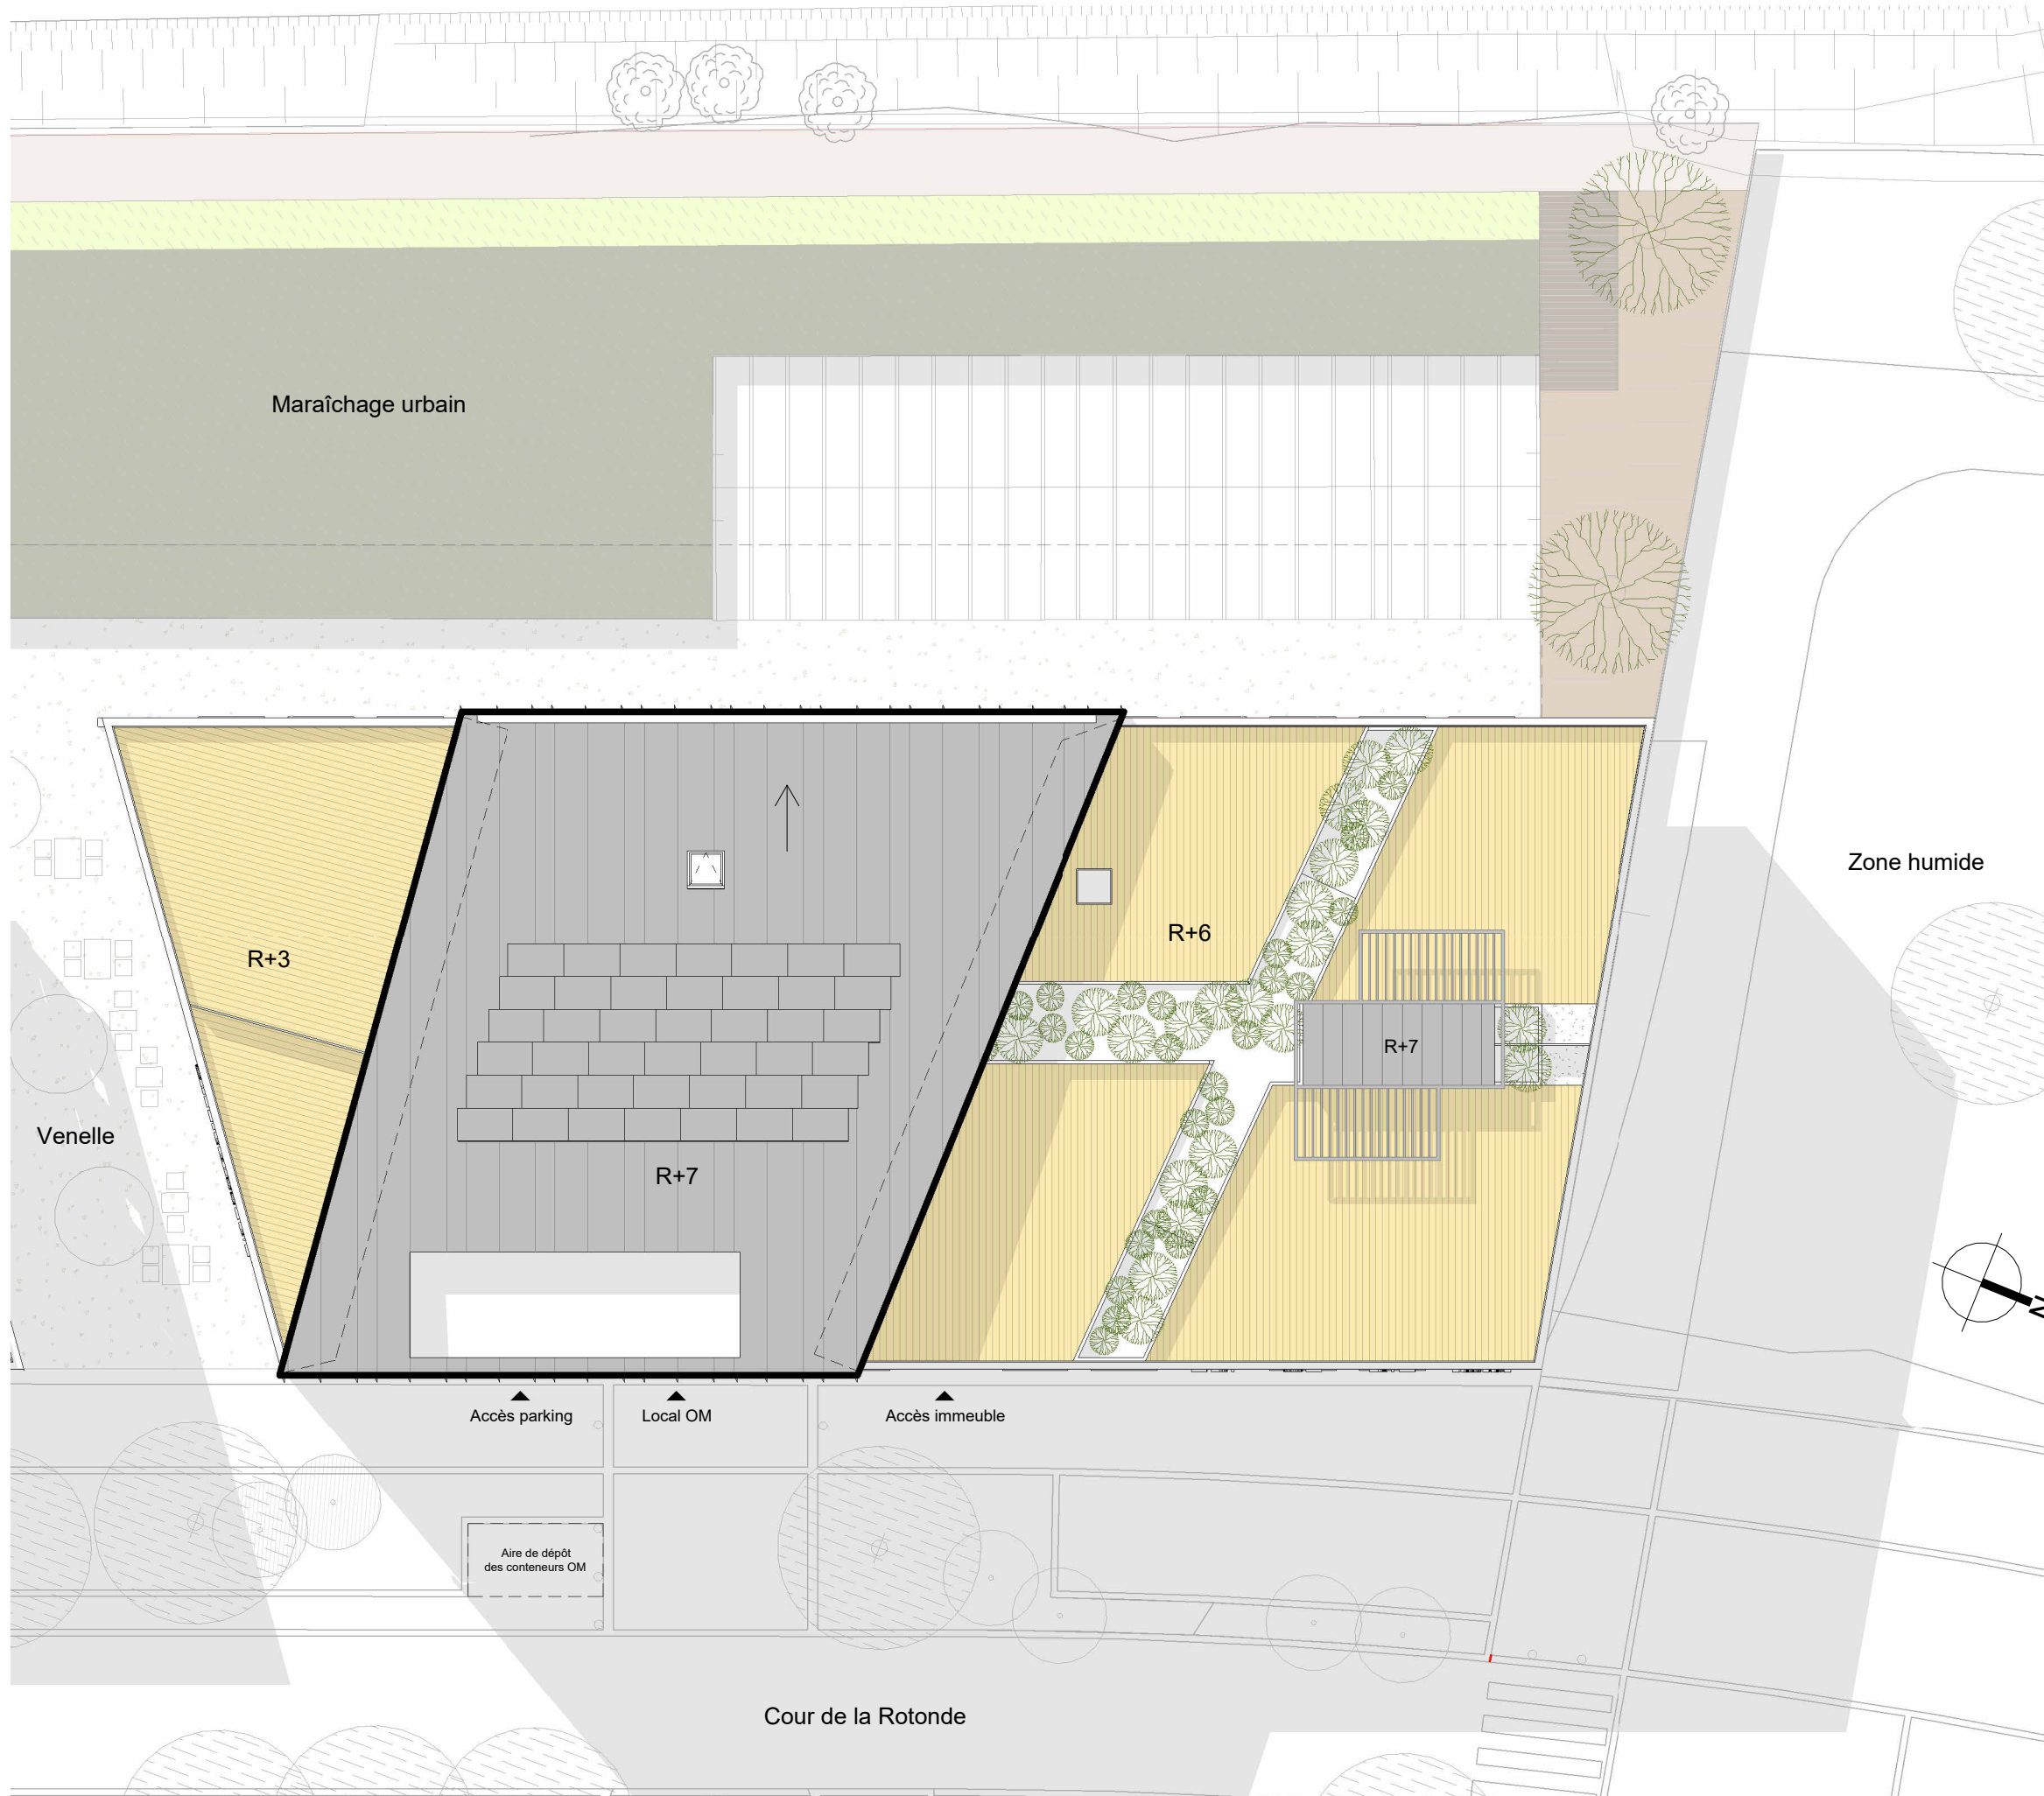 Maraîchage urbain
Zone humide
R+6
R+3
R+7
Venelle
R+7
N
Accès parking
Local OM
Accès immeuble
Aire de dépôt
des conteneurs OM
Cour de la Rotonde